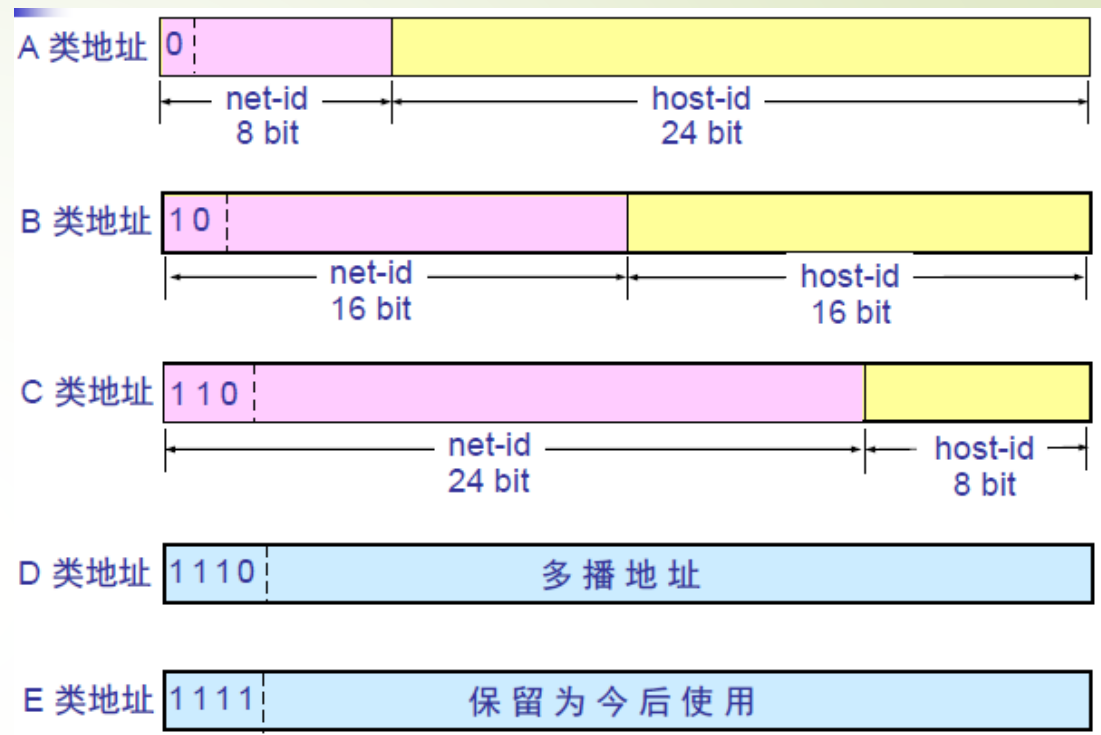 A 类地址 0
net-id host-id
8 bit 24 bit
B 类地址 1 0
net-id host-id
16 bit 16 bit
C 类地址 1 1 0
net-id host-id
24 bit 8 bit
D 类地址 1 1 1 0 多 播 地 址
E 类地址 1 1 1 1 保 留 为 今 后 使 用